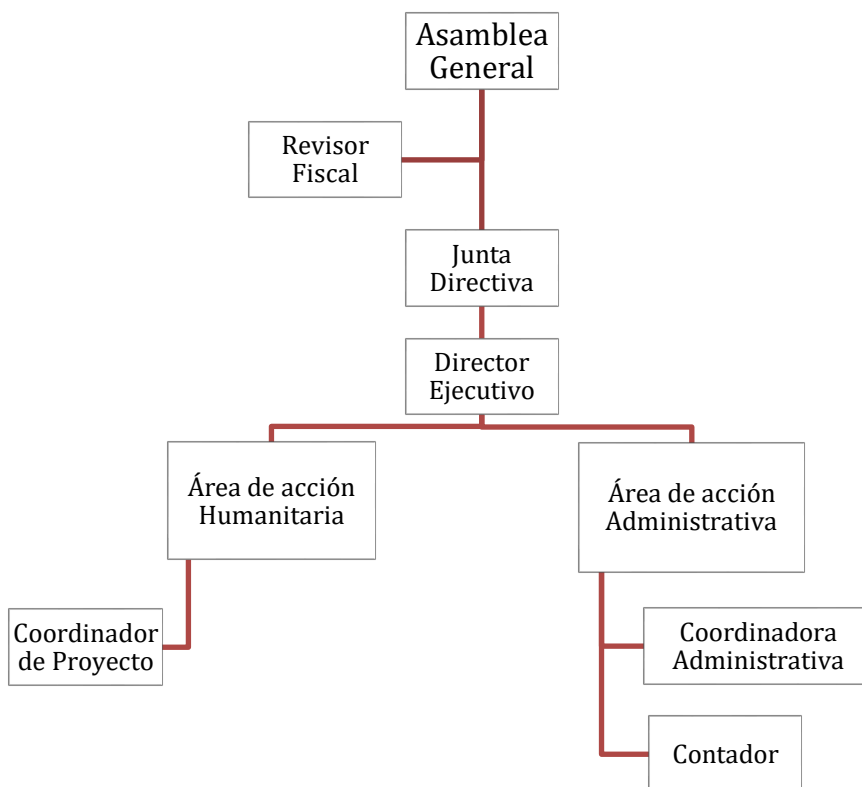 Asamblea
General
Revisor
Fiscal
Junta
Directiva
Director
Ejecutivo
Área de acción
Humanitaria
Área de acción
Administrativa
Coordinador
de Proyecto
Coordinadora
Administrativa
Contador